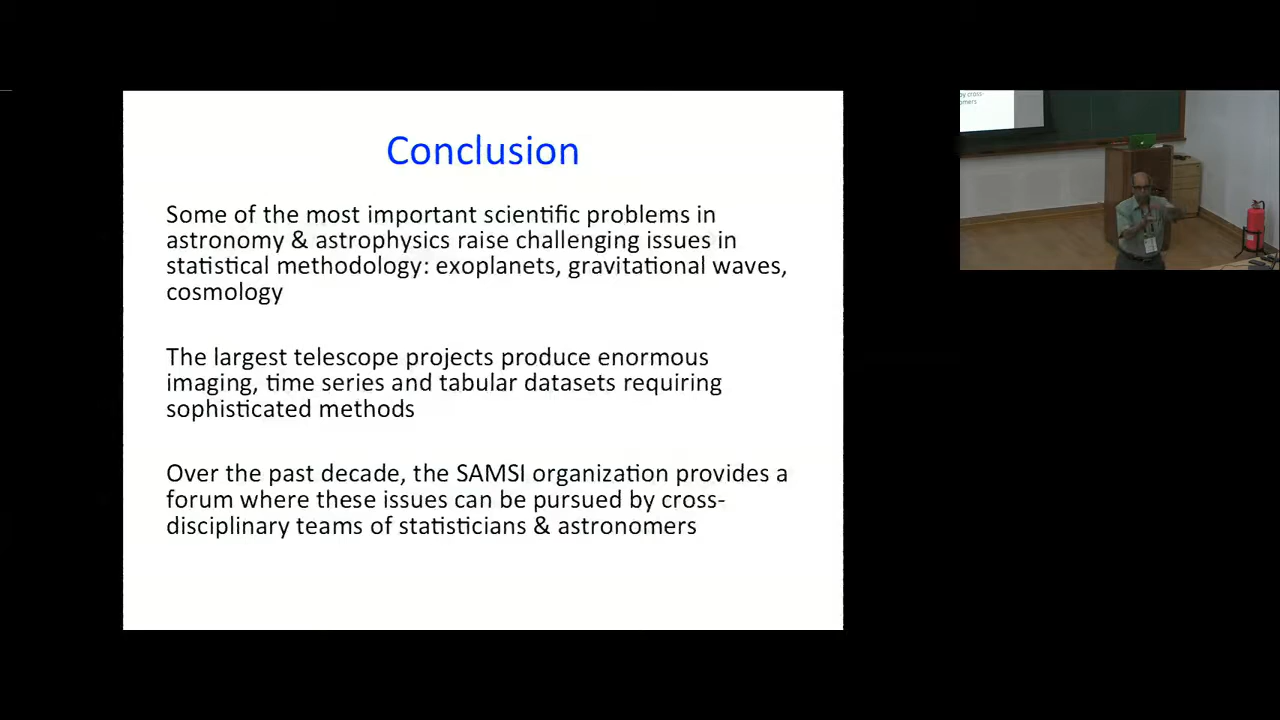 Conclusion
Some of the most important scientific problems in
astronomy & astrophysics raise challenging issues in
statistical methodology: exoplanets, gravitational waves,
cosmology
The largest telescope projects produce enormous
imaging, time series and tabular datasets requiring
sophisticated methods
Over the past decade, the SAMSI organization provides a
forum where these issues can be pursued by cross-
disciplinary teams of statisticians & astronomers
by cross-
omers